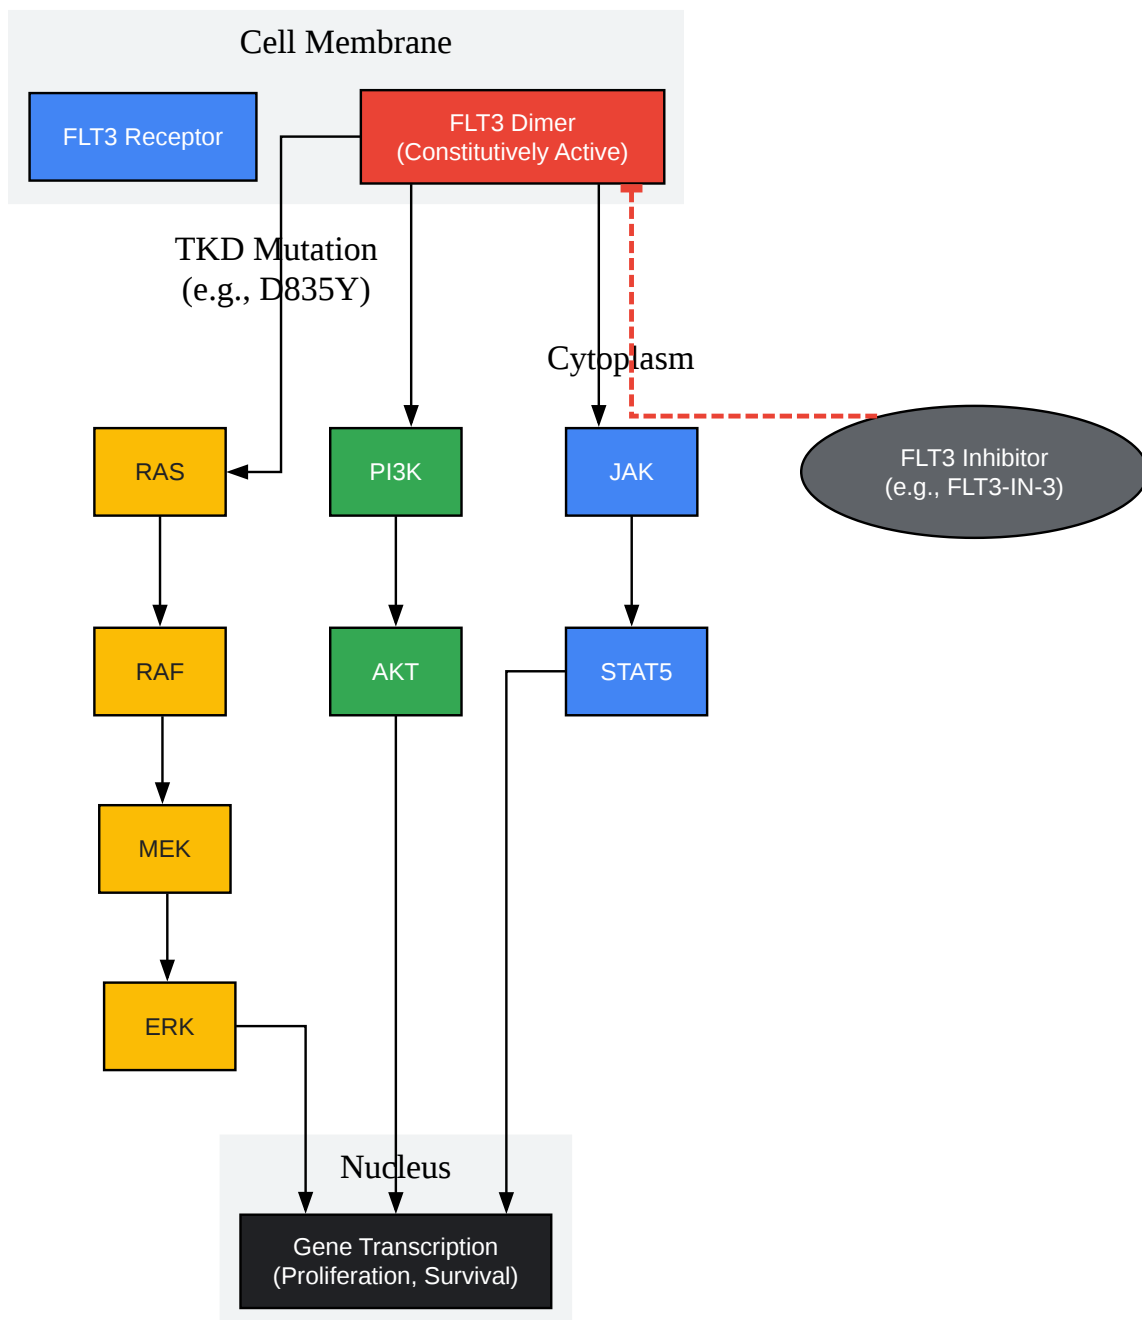 Cell Membrane
FLT3 Receptor
FLT3 Dimer
(Constitutively Active)
TKD Mutation
(e.g., D835Y)
Cytoplasm
RAS
PI3K
JAK
FLT3 Inhibitor
(e.g., FLT3-IN-3)
RAF
AKT
STAT5
MEK
ERK
Nucleus
Gene Transcription
(Proliferation, Survival)